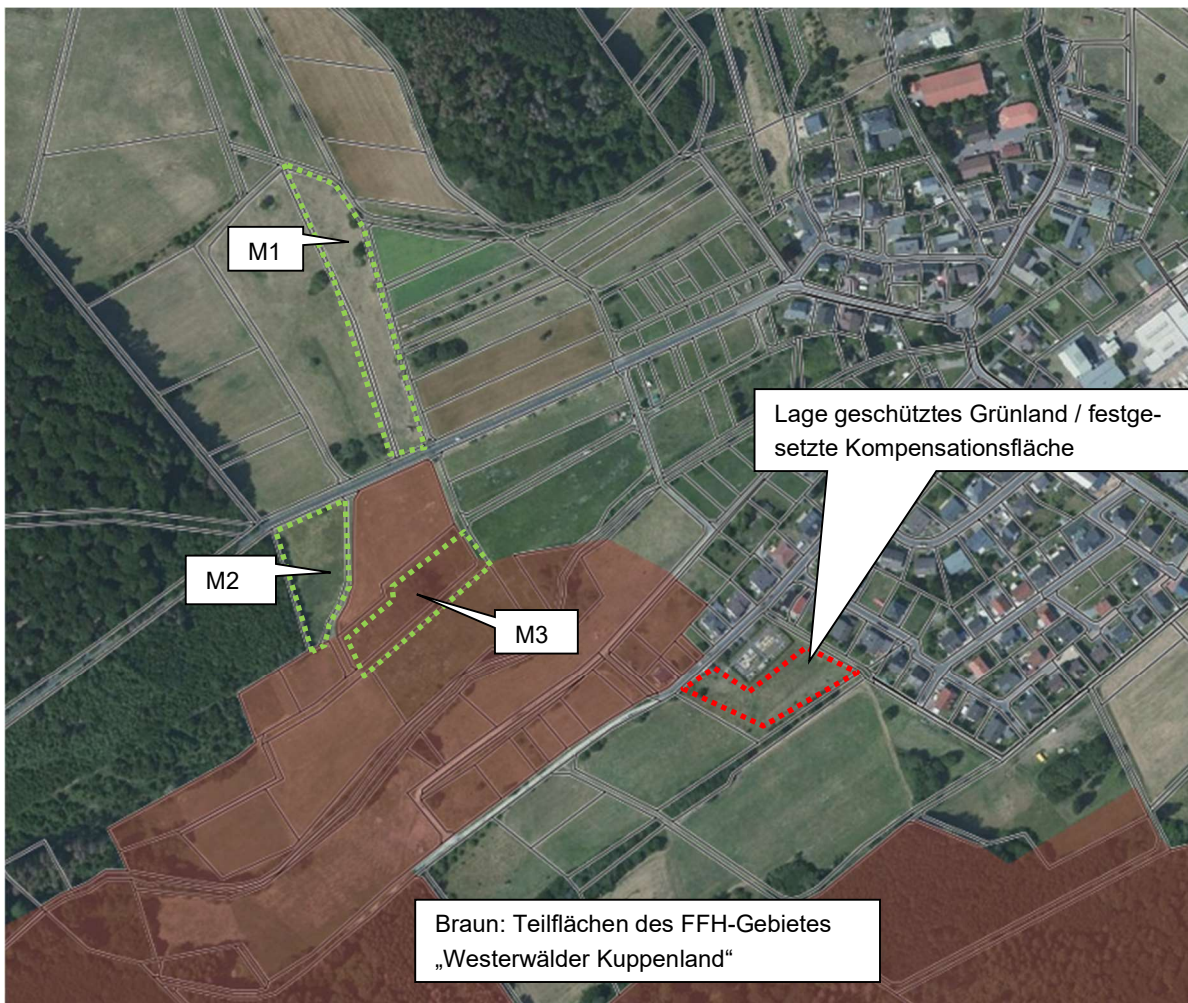 M1
Lage geschütztes Grünland / festge-
setzte Kompensationsfläche
M2
M3
Braun: Teilflächen des FFH-Gebietes
„Westerwälder Kuppenland“